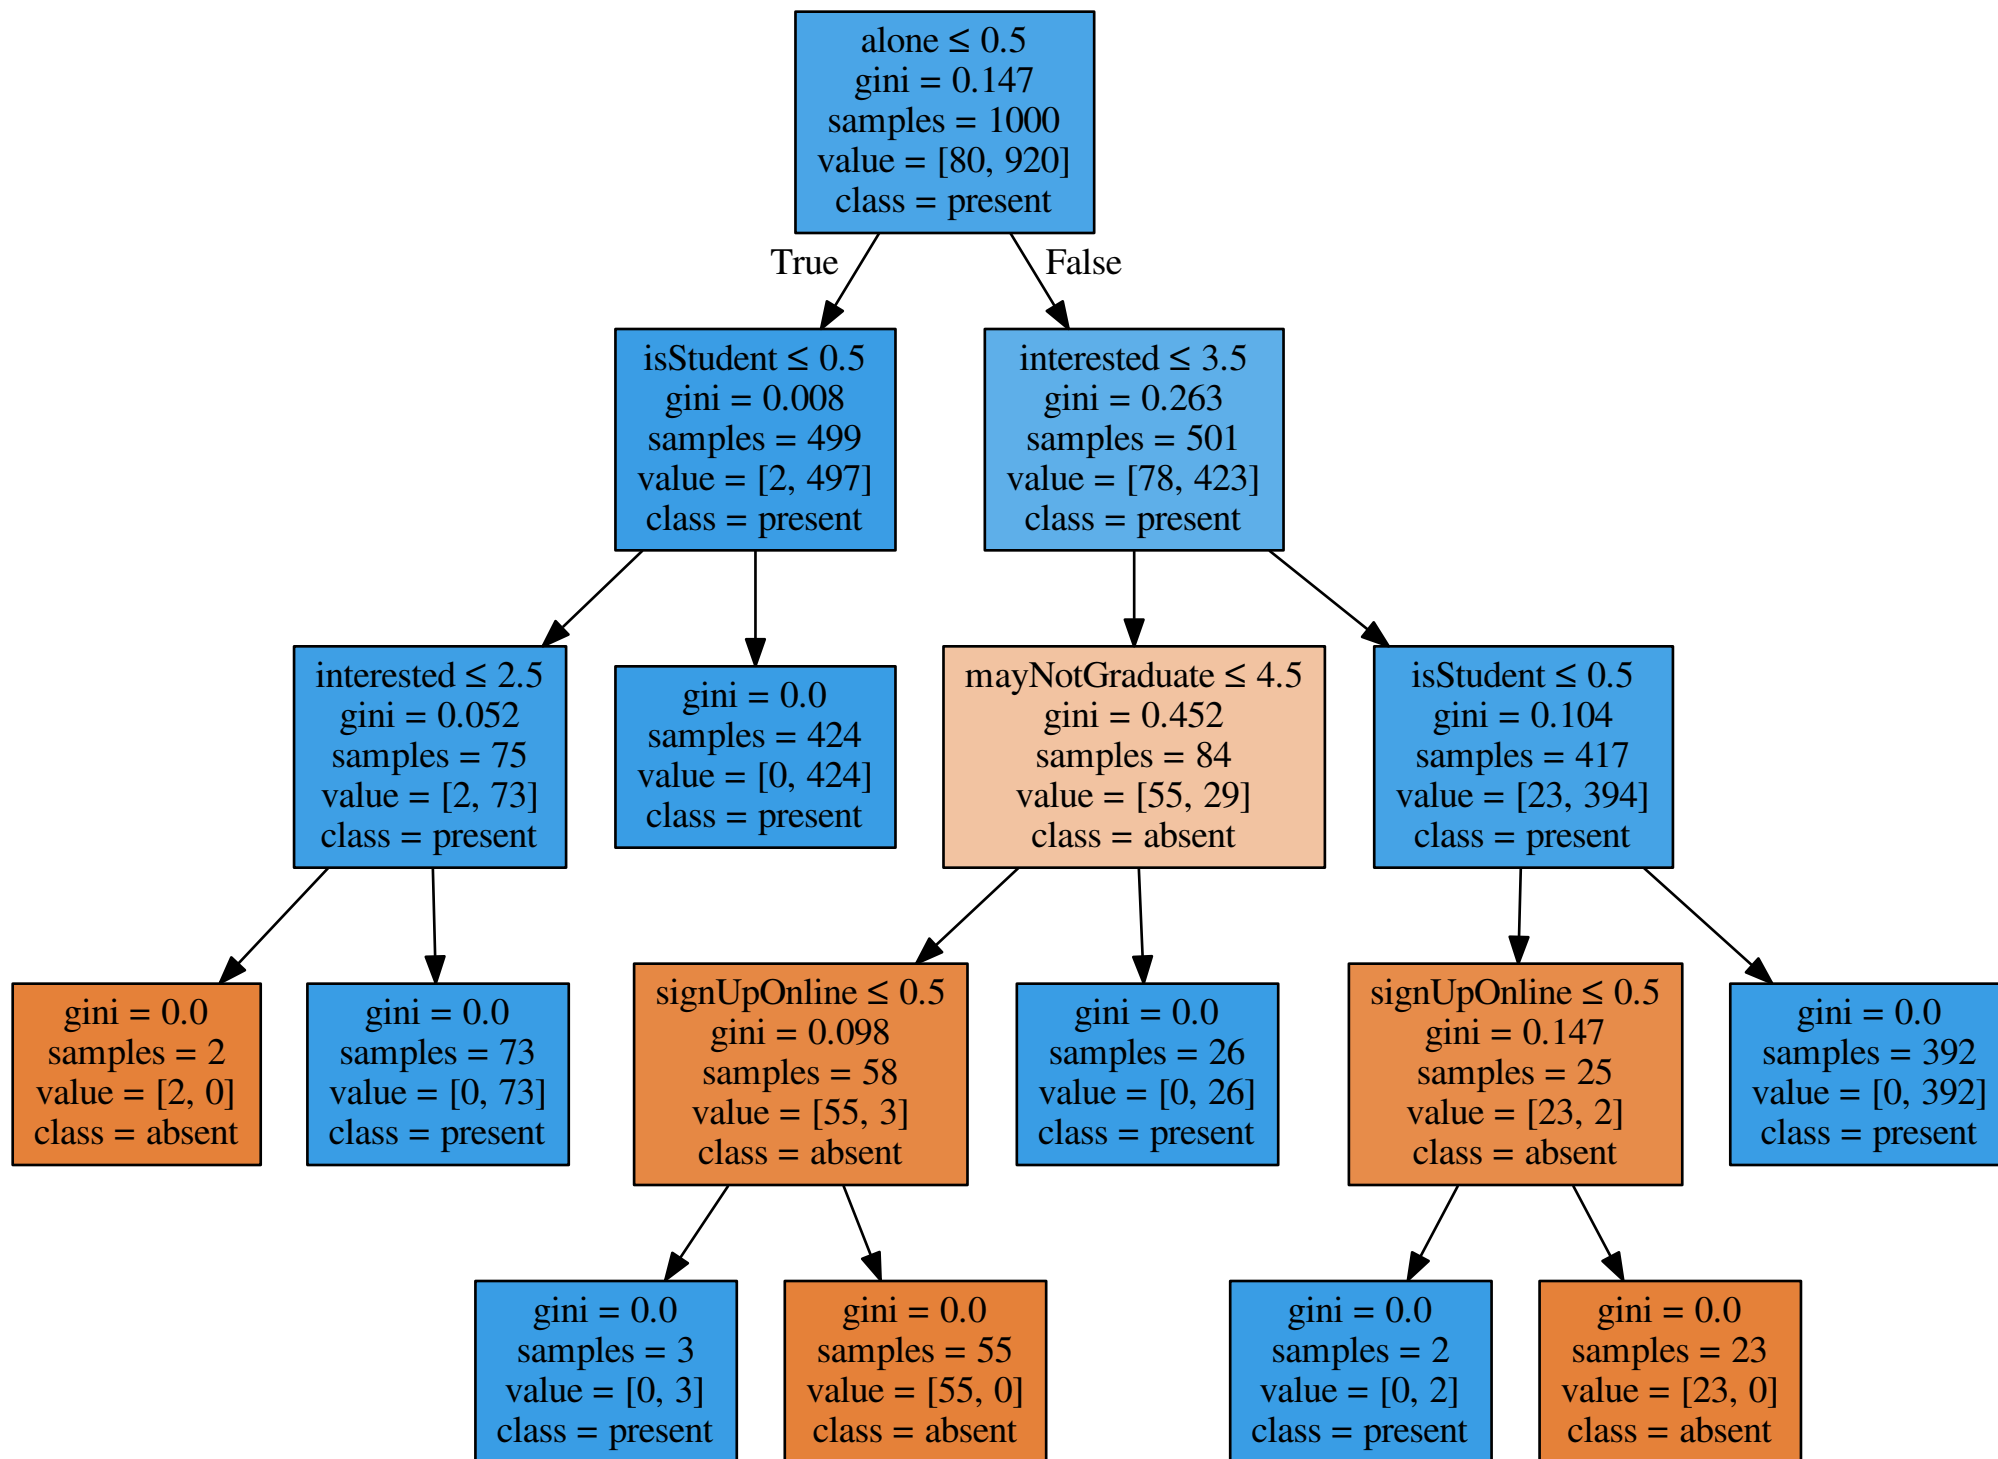 alone ≤ 0.5
gini = 0.147
samples = 1000
value = [80, 920]
class = present
True
False
isStudent ≤ 0.5
gini = 0.008
samples = 499
value = [2, 497]
class = present
interested ≤ 3.5
gini = 0.263
samples = 501
value = [78, 423]
class = present
interested ≤ 2.5
gini = 0.052
samples = 75
value = [2, 73]
class = present
gini = 0.0
samples = 424
value = [0, 424]
class = present
mayNotGraduate ≤ 4.5
gini = 0.452
samples = 84
value = [55, 29]
class = absent
isStudent ≤ 0.5
gini = 0.104
samples = 417
value = [23, 394]
class = present
gini = 0.0
samples = 2
value = [2, 0]
class = absent
gini = 0.0
samples = 73
value = [0, 73]
class = present
signUpOnline ≤ 0.5
gini = 0.098
samples = 58
value = [55, 3]
class = absent
gini = 0.0
samples = 26
value = [0, 26]
class = present
signUpOnline ≤ 0.5
gini = 0.147
samples = 25
value = [23, 2]
class = absent
gini = 0.0
samples = 392
value = [0, 392]
class = present
gini = 0.0
samples = 3
value = [0, 3]
class = present
gini = 0.0
samples = 55
value = [55, 0]
class = absent
gini = 0.0
samples = 2
value = [0, 2]
class = present
gini = 0.0
samples = 23
value = [23, 0]
class = absent